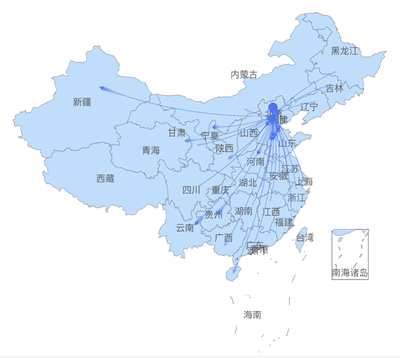 黑龙江
内蒙古
吉林
新疆
辽宁
甘肃
宁夏
山西
山东
青海
陕西
河南
西藏
江苏
安徽
上海
四川
重庆
湖北
浙江
贵州
湖南
江西
云南
福建
广西
台湾
广东
南海诸岛
海南